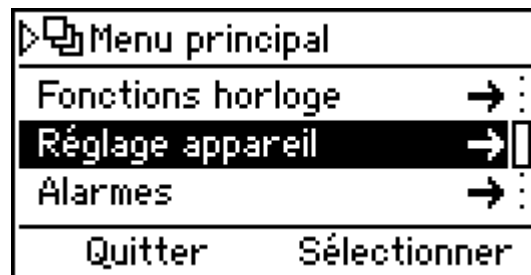 Menu principal
Fonctions horloge
Réglage appareil
Alarmes
Quitter Sélectionner